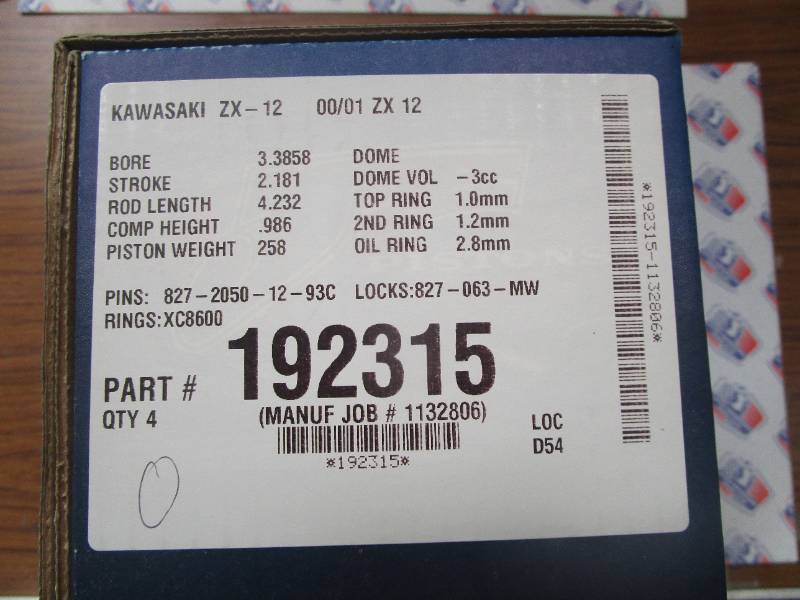 KAWASAKI ZX-12 00/01 ZX 12
BORE 3.3858 DOME
STROKE 2.181 DOME VOL -3cc
ROD LENGTH 4.232 TOP RING 1.0mm
COMP HEIGHT .986 2ND RING 1.2mm
PISTON WEIGHT 258 OIL RING 2.8mm
PINS: 827-2050-12-93C LOCKS:827-063-MW
RINGS:XC8600
PART # 192315
QTY 4 (MANUF JOB # 1132806)
*192315*
LOC
D54
*192315-1132806*